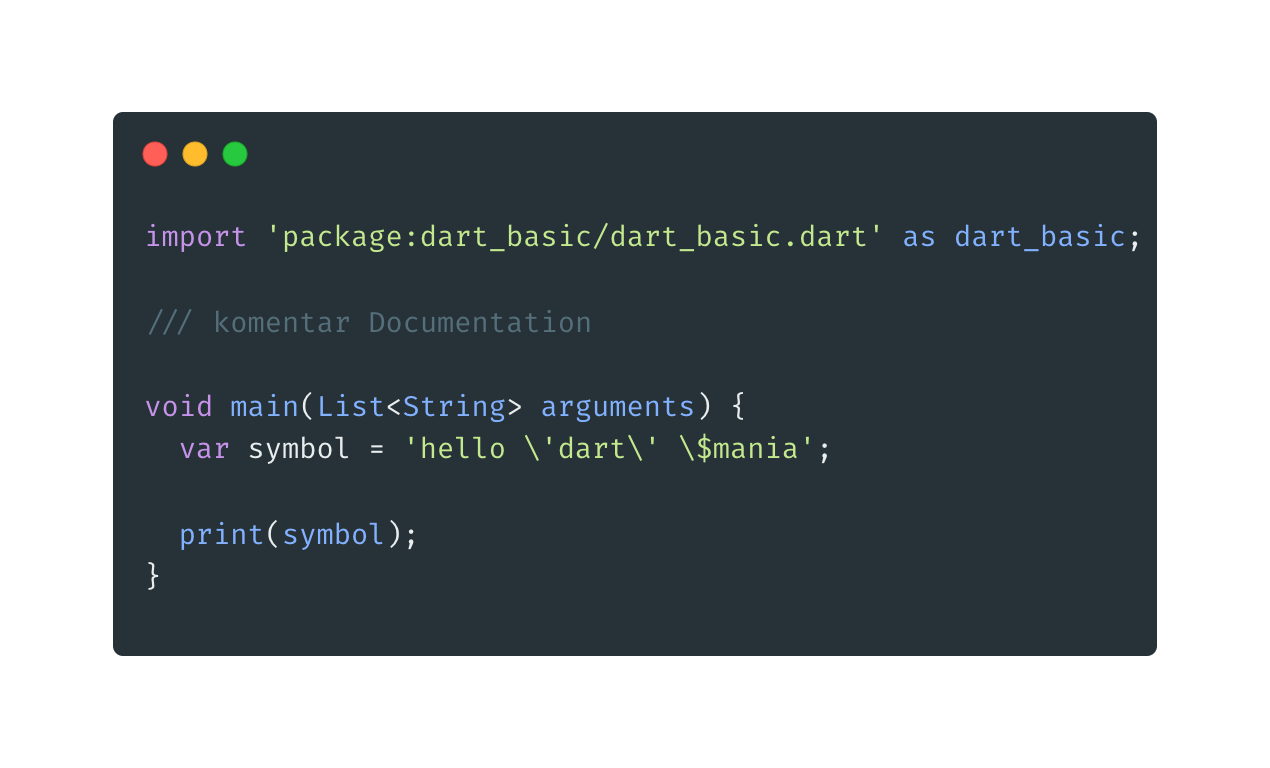 import 'package:dart_basic/dart_basic.dart' as dart_basic;
/// komentar Documentation
void main(List<String> arguments) {
  var symbol = 'hello \'dart\' \$mania';
  print(symbol);
}